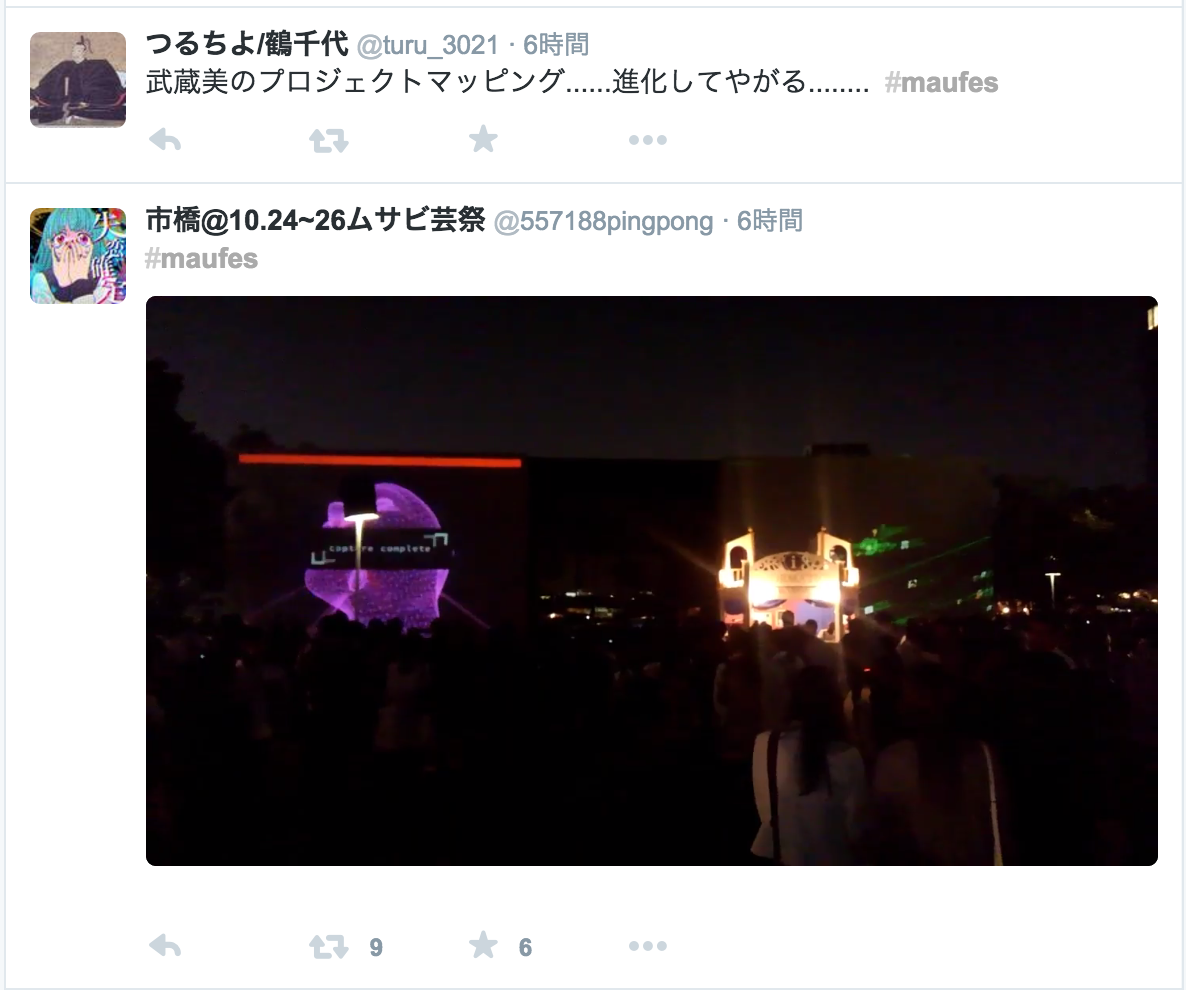 つるちよ/鶴千代 @turu_3021 · 6時間
武蔵美のプロジェクトマッピング......進化してやがる........ #maufes
市橋@10.24~26ムサビ芸祭 @557188pingpong · 6時間
#maufes
capture complete
i
9
6